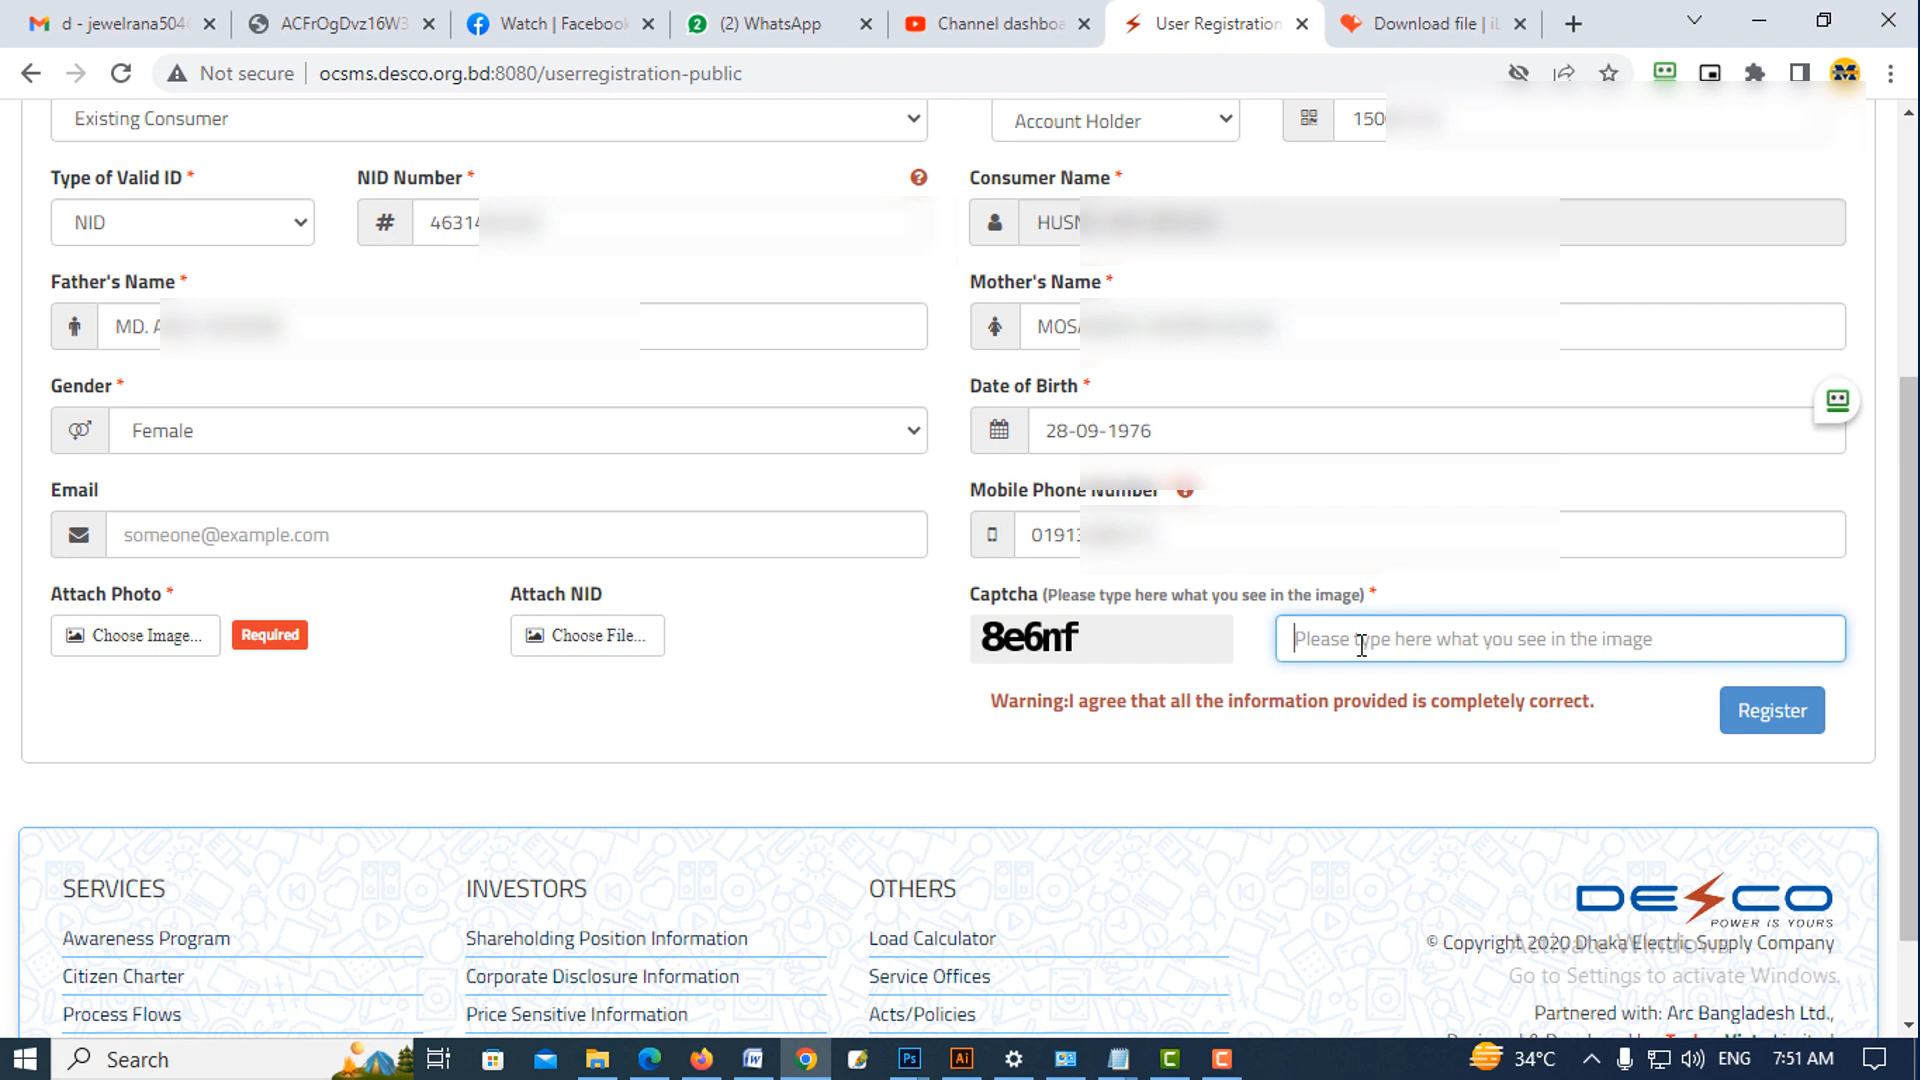 d - jewelrana504
ACFrOgDvz16W3
Watch | Facebook
(2) WhatsApp
Channel dashboa
User Registration
Download file | iL
Not secure
ocsms.desco.org.bd:8080/userregistration-public
Existing Consumer
Account Holder
150
Type of Valid ID *
NID Number *
Consumer Name *
NID
# 46314
HUSN
Father's Name *
Mother's Name *
MD. A
MOSA
Gender *
Date of Birth *
Female
28-09-1976
Email
Mobile Phone Number
someone@example.com
01913
Attach Photo *
Attach NID
Captcha (Please type here what you see in the image) *
Choose Image...
Required
Choose File...
8e6nf
Please type here what you see in the image
Warning:I agree that all the information provided is completely correct.
Register
SERVICES
INVESTORS
OTHERS
DESCO
POWER IS YOURS
Awareness Program
Shareholding Position Information
Load Calculator
© Copyright 2020 Dhaka Electric Supply Company
Citizen Charter
Corporate Disclosure Information
Service Offices
Go to Settings to activate Windows.
Process Flows
Price Sensitive Information
Acts/Policies
Partnered with: Arc Bangladesh Ltd.,
Search
34°C
ENG
7:51 AM